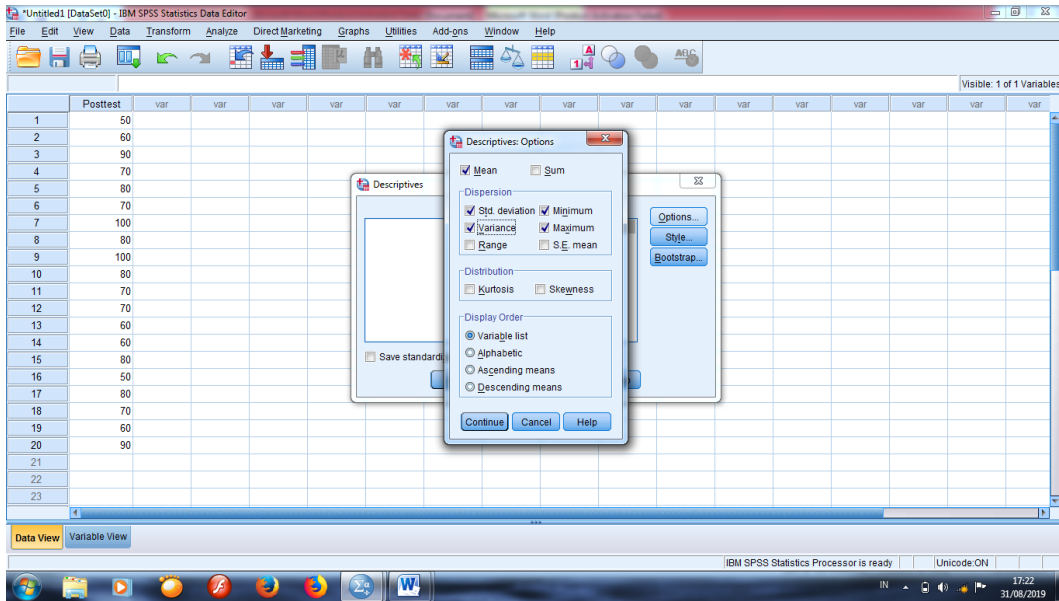 *Untitled1 [DataSet0] - IBM SPSS Statistics Data Editor
File Edit View Data Transform Analyze Direct Marketing Graphs Utilities Add-ons Window Help
Visible: 1 of 1 Variables
Posttest var var var var var var var var var var var var var var var
1 50
2 60
3 90
4 70
5 80
6 70
7 100
8 80
9 100
10 80
11 70
12 70
13 60
14 60
15 80
16 50
17 80
18 70
19 60
20 90
21
22
23
Descriptives
Options...
Style...
Bootstrap...
Save standardi
Descriptives: Options
Mean Sum
Dispersion
Std. deviation Minimum
Variance Maximum
Range S.E. mean
Distribution
Kurtosis Skewness
Display Order
Variable list
Alphabetic
Ascending means
Descending means
Continue Cancel Help
Data View Variable View
IBM SPSS Statistics Processor is ready Unicode:ON
IN 17:22
31/08/2019